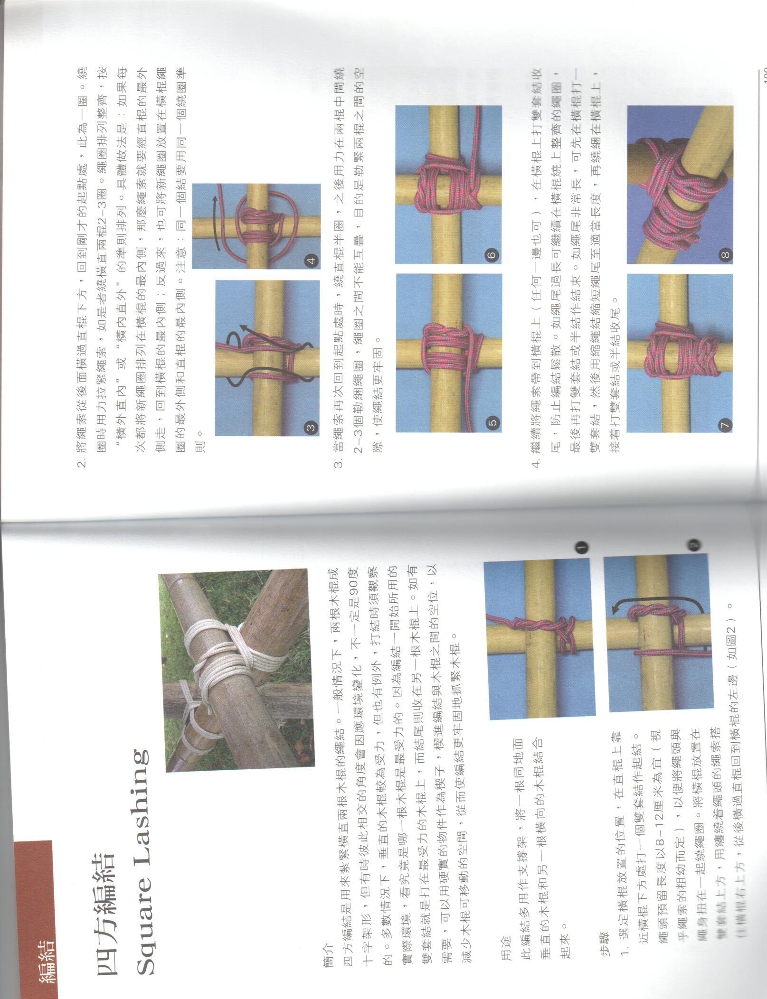 編結
四方編結
Square Lashing
簡介
四方編結是用來紮緊橫直兩根木棍的繩結。一般情況下，兩根木棍成
十字架形，但有時彼此相交的角度會因應環境變化，不一定是90度
的。多數情況下，垂直的木棍較為受力，但也有例外，打結時須觀察
實際環境，看究竟是哪一根木棍是最受力的。因為編結一開始所用的
雙套結就是打在最受力的木棍上，而結尾則收在另一根木棍上。如有
需要，可以用硬實的物件作為楔子，楔進編結與木棍之間的空位，以
減少木棍可移動的空間，從而使編結更牢固地抓緊木棍。
用途
此編結多用作支撐架，將一根同地面
垂直的木棍和另一根橫向的木棍結合
起來。
步驟
1. 選定橫棍放置的位置，在直棍上靠
近橫棍下方處打一個雙套結作起結。
繩頭預留長度以8-12厘米為宜（視
乎繩索的粗幼而定），以便將繩頭與
繩身扭在一起繞繩圈。將橫棍放置在
雙套結上方，用纏繞着繩頭的繩索搭
往橫棍右上方，從後橫過直棍回到橫棍的左邊（如圖2）。
1
2
2. 將繩索從後面橫過直棍下方，回到剛才的起點處，此為一圈。繞
圈時用力拉緊繩索，如是者繞橫直兩棍2-3圈。繩圈排列整齊，按
“橫外直內”或“橫內直外”的準則排列。具體做法是：如果每
次都將新繩圈排列在橫棍的最內側，那麼繩索就要經直棍的最外
側走，回到橫棍的最內側；反過來，也可將新繩圈放置在橫棍繩
圈的最外側和直棍的最內側。注意：同一個結要用同一個繞圈準
則。
3
4
3. 當繩索再次回到起點處時，繞直棍半圈，之後用力在兩棍中間繞
2-3個勒綑繩圈，繩圈之間不能互疊，目的是勒緊兩棍之間的空
隙，使繩結更牢固。
5
6
4. 繼續將繩索帶到橫棍上（任何一邊也可），在橫棍上打雙套結收
尾，防止編結鬆散。如繩尾過長可繼續在橫棍繞上整齊的繩圈，
最後再打雙套結或半結作結束。如繩尾非常長，可先在橫棍打一
雙套結，然後用縮繩結縮短繩尾至適當長度，再繞綑在橫棍上，
接着打雙套結或半結收尾。
7
8